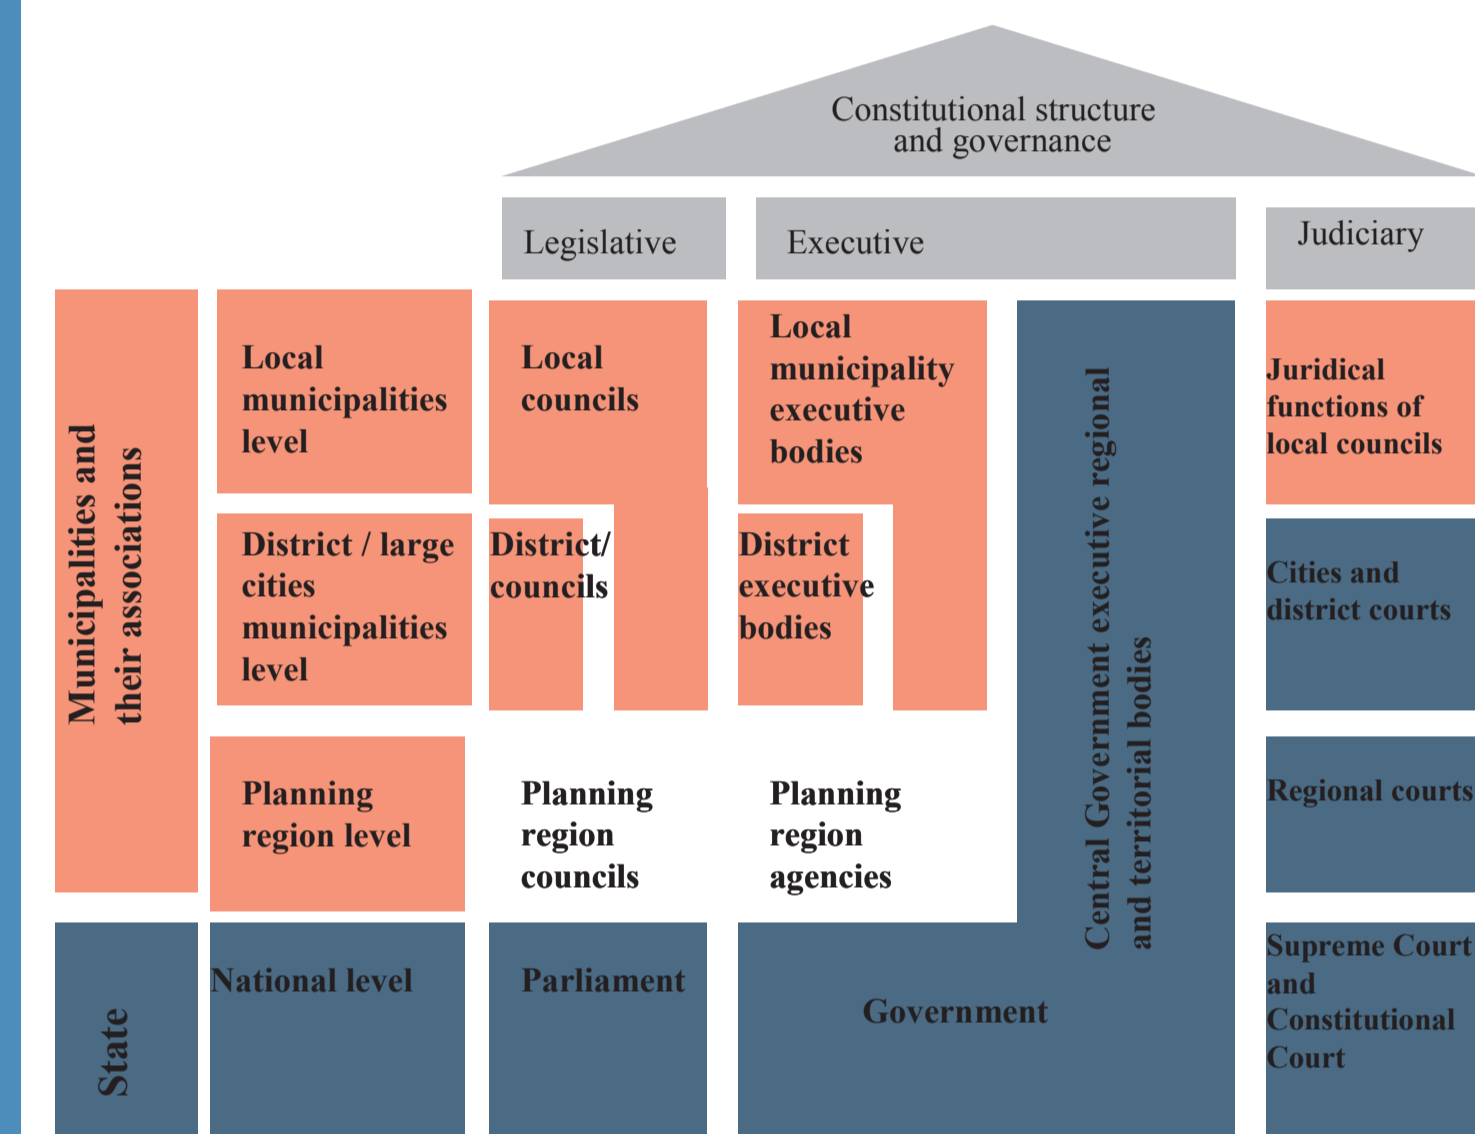 Constitutional structure
and governance
Legislative
Executive
Judiciary
Municipalities and
their associations
Local
municipalities
level
Local
councils
Local
municipality
executive
bodies
Central Government executive regional
and territorial bodies
Juridical
functions of
local councils
District / large
cities
municipalities
level
District/
councils
District
executive
bodies
Cities and
district courts
Planning
region level
Planning
region
councils
Planning
region
agencies
Regional courts
State
National level
Parliament
Government
Supreme Court
and
Constitutional
Court